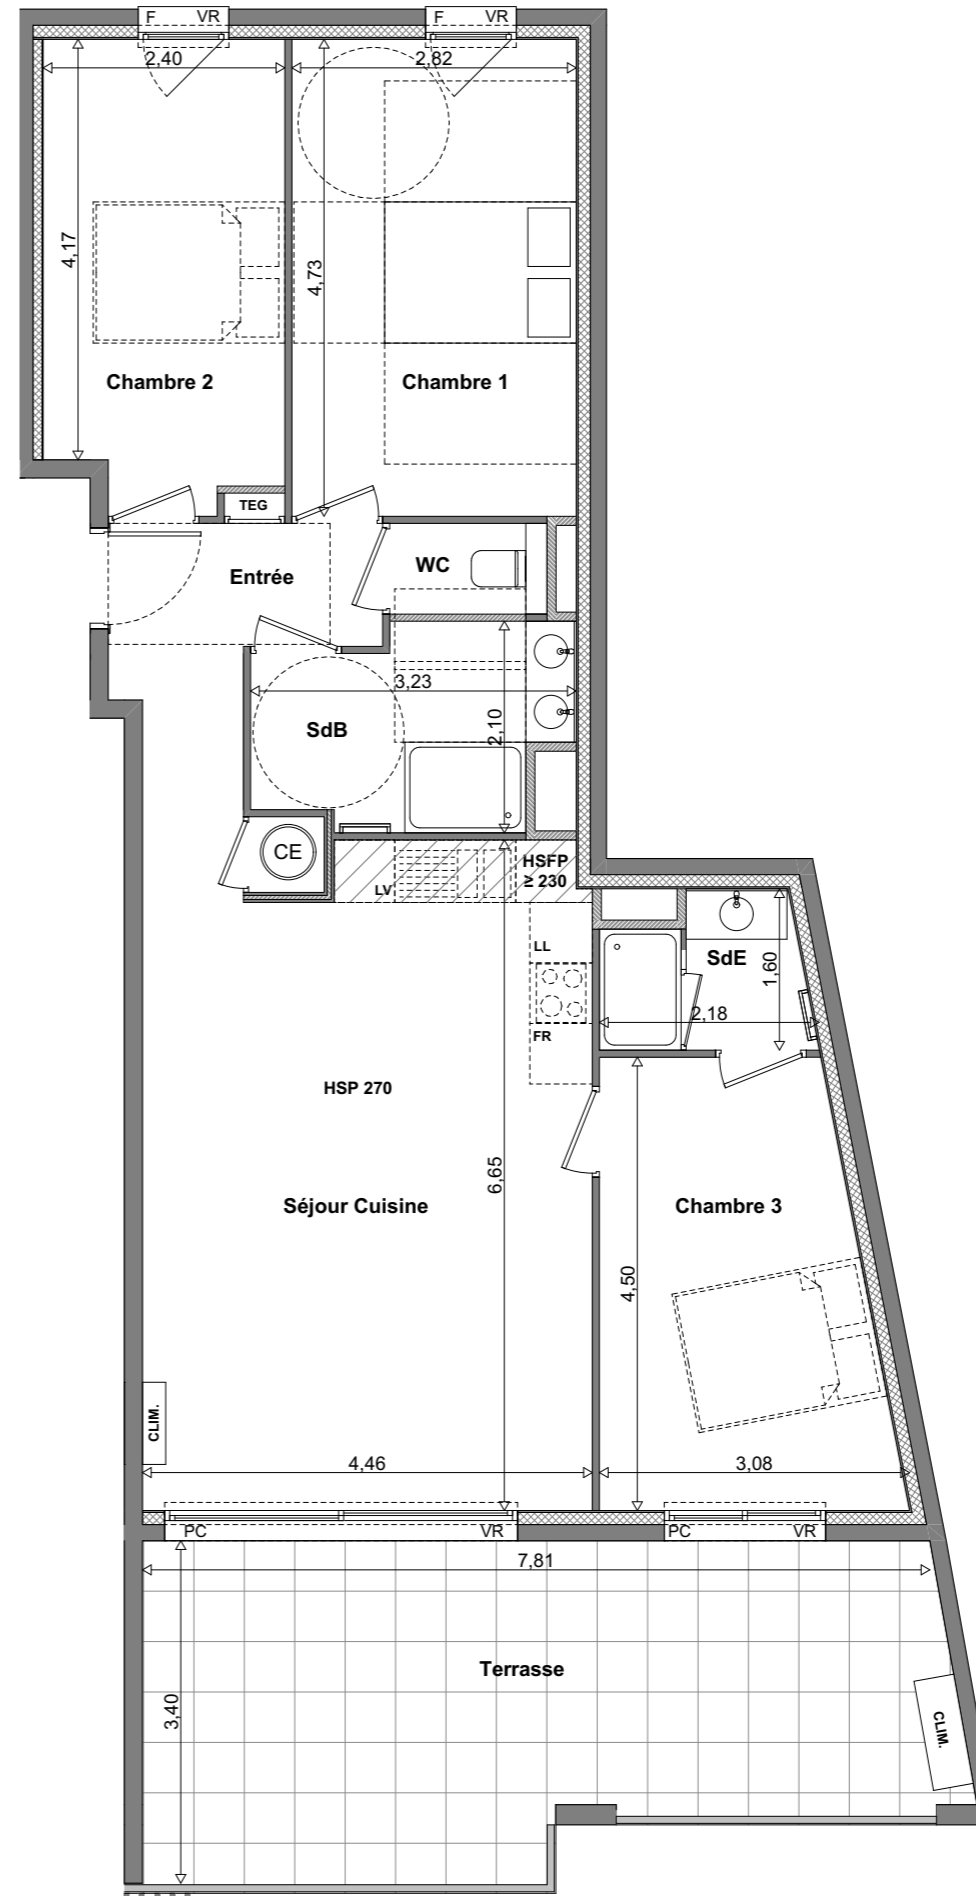 F VR
F VR
2,40
2,82
4,17
4,73
Chambre 2
Chambre 1
TEG
WC
Entrée
3,23
2,10
SdB
CE
LV
HSFP
≥ 230
LL
SdE
1,60
2,18
FR
HSP 270
6,65
Séjour Cuisine
Chambre 3
4,50
CLIM.
4,46
3,08
PC VR
PC VR
7,81
Terrasse
3,40
CLIM.